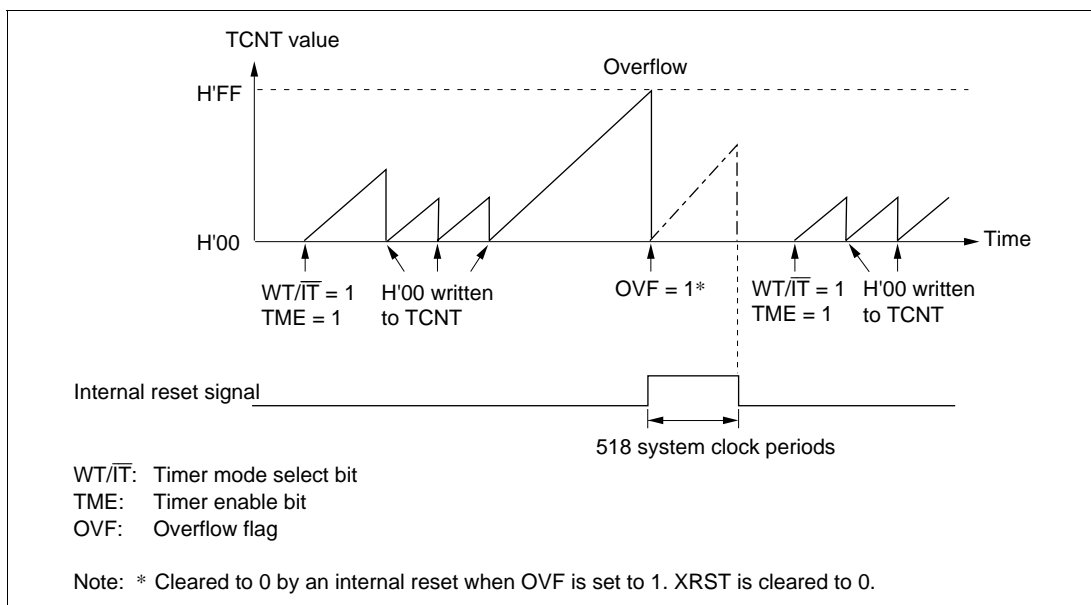 TCNT value
Overflow
H'FF
H'00
Time
WT/I̅T̅ = 1
TME = 1
H'00 written
to TCNT
OVF = 1*
WT/I̅T̅ = 1
TME = 1
H'00 written
to TCNT
Internal reset signal
518 system clock periods
WT/I̅T̅: Timer mode select bit
TME: Timer enable bit
OVF: Overflow flag
Note: * Cleared to 0 by an internal reset when OVF is set to 1. XRST is cleared to 0.